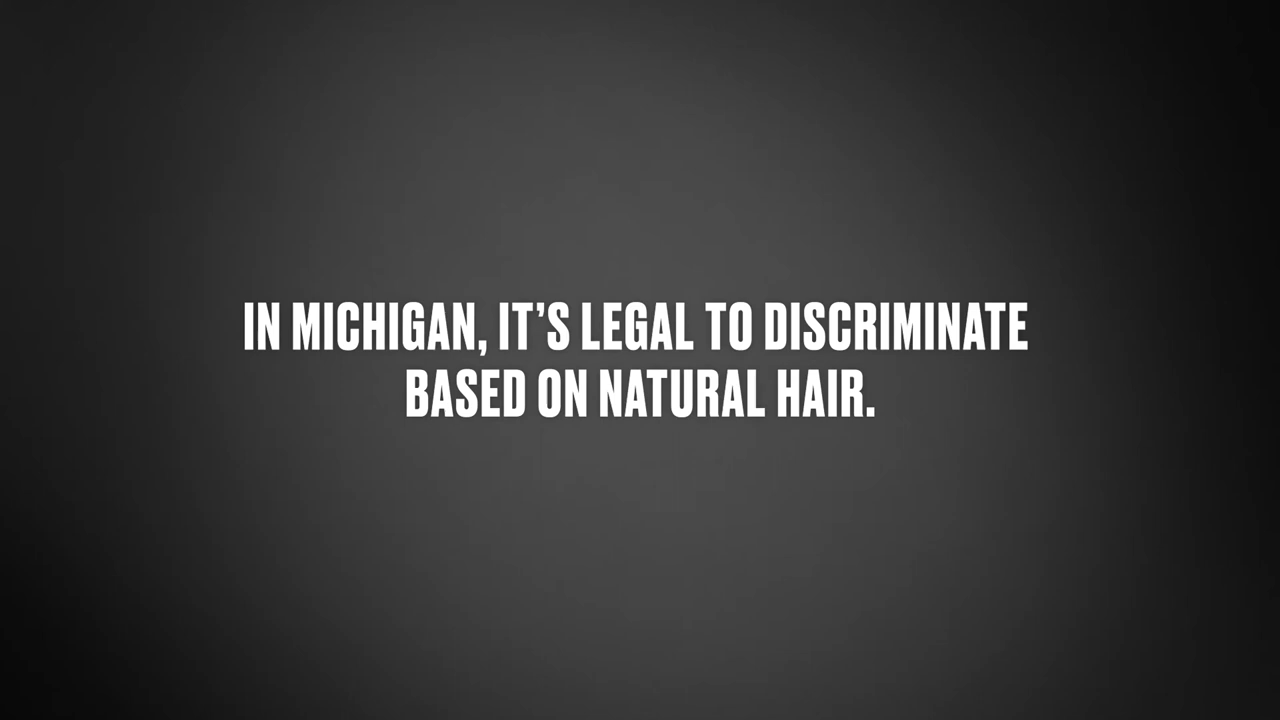 IN MICHIGAN, IT’S LEGAL TO DISCRIMINATE
BASED ON NATURAL HAIR.